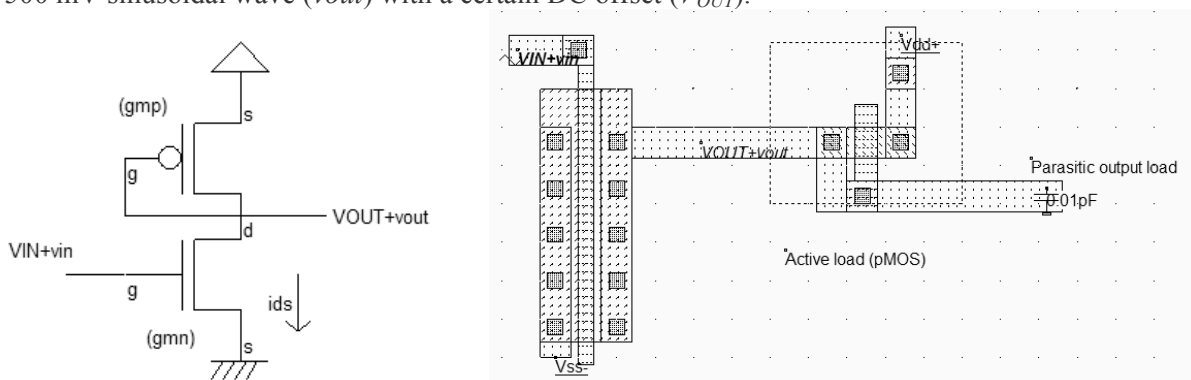 500 mV sinusoidal wave (vout) with a certain DC offset (VOUT).
(gmp)
s
g
d
VOUT+vout
VIN+vin
g
ids
(gmn)
s
VIN+vin
Vdd+
VOUT+vout
Parasitic output load
0.01pF
Active load (pMOS)
Vss-